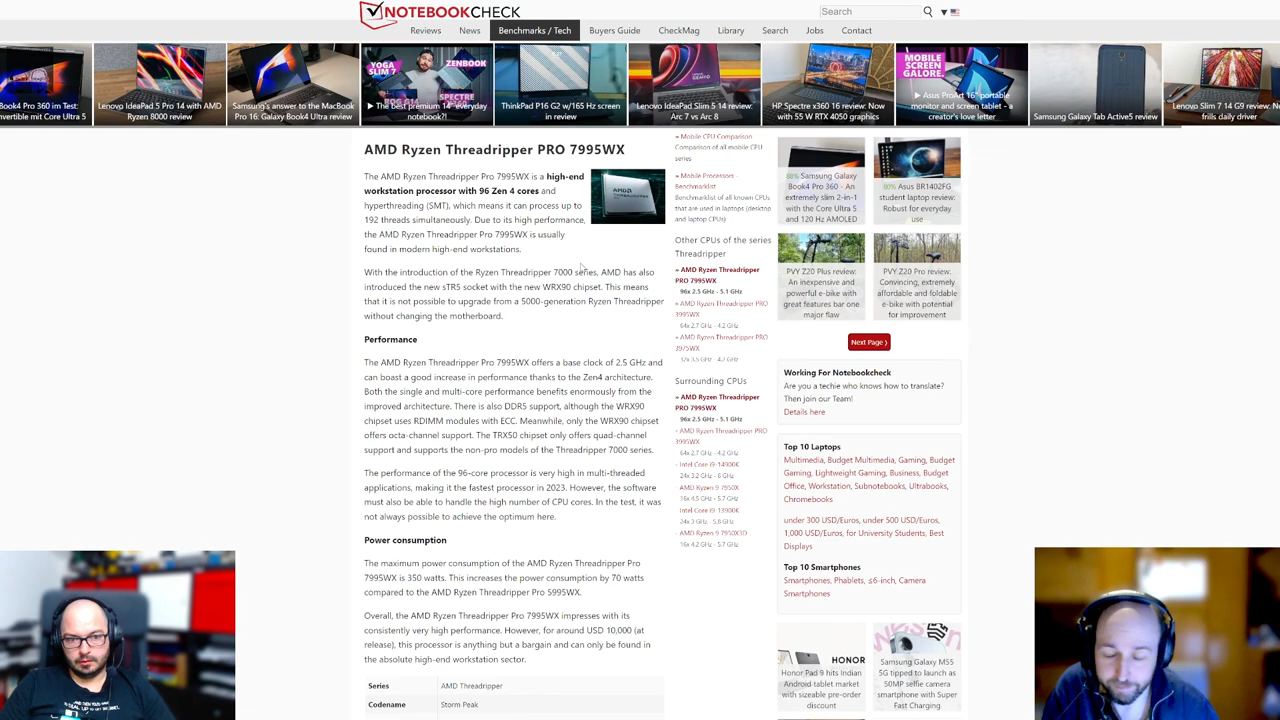 NOTEBOOKCHECK
Search
Reviews
News
Benchmarks / Tech
Buyers Guide
CheckMag
Library
Search
Jobs
Contact
Book4 Pro 360 im Test:
nvertible mit Core Ultra 5
Lenovo IdeaPad 5 Pro 14 with AMD
Ryzen 8000 review
Samsung's answer to the MacBook
Pro 16: Galaxy Book4 Ultra review
YOGA
SLIM 7
ZENBOOK
SPECTRE
ROG G14
▶ The best premium 14" everyday
notebook?!
ThinkPad P16 G2 w/165 Hz screen
in review
Lenovo IdeaPad Slim 5 14 review:
Arc 7 vs Arc 8
HP Spectre x360 16 review: Now
with 55 W RTX 4050 graphics
MOBILE
SCREEN
GALORE.
▶ Asus ProArt 16" portable
monitor and screen tablet - a
creator's love letter
Samsung Galaxy Tab Active5 review
Lenovo Slim 7 14 G9 review: No
frills daily driver
AMD Ryzen Threadripper PRO 7995WX
The AMD Ryzen Threadripper Pro 7995WX is a high-end
workstation processor with 96 Zen 4 cores and
hyperthreading (SMT), which means it can process up to
192 threads simultaneously. Due to its high performance,
the AMD Ryzen Threadripper Pro 7995WX is usually
found in modern high-end workstations.
AMD
With the introduction of the Ryzen Threadripper 7000 series, AMD has also
introduced the new sTR5 socket with the new WRX90 chipset. This means
that it is not possible to upgrade from a 5000-generation Ryzen Threadripper
without changing the motherboard.
Performance
The AMD Ryzen Threadripper Pro 7995WX offers a base clock of 2.5 GHz and
can boast a good increase in performance thanks to the Zen4 architecture.
Both the single and multi-core performance benefits enormously from the
improved architecture. There is also DDR5 support, although the WRX90
chipset uses RDIMM modules with ECC. Meanwhile, only the WRX90 chipset
offers octa-channel support. The TRX50 chipset only offers quad-channel
support and supports the non-pro models of the Threadripper 7000 series.
The performance of the 96-core processor is very high in multi-threaded
applications, making it the fastest processor in 2023. However, the software
must also be able to handle the high number of CPU cores. In the test, it was
not always possible to achieve the optimum here.
Power consumption
The maximum power consumption of the AMD Ryzen Threadripper Pro
7995WX is 350 watts. This increases the power consumption by 70 watts
compared to the AMD Ryzen Threadripper Pro 5995WX.
Overall, the AMD Ryzen Threadripper Pro 7995WX impresses with its
consistently very high performance. However, for around USD 10,000 (at
release), this processor is anything but a bargain and can only be found in
the absolute high-end workstation sector.
Series AMD Threadripper
Codename Storm Peak
» Mobile CPU Comparison
Comparison of all mobile CPU
series
» Mobile Processors -
Benchmarklist
Benchmarklist of all known CPUs
that are used in laptops (desktop
and laptop CPUs)
Other CPUs of the series
Threadripper
» AMD Ryzen Threadripper
PRO 7995WX
96x 2.5 GHz - 5.1 GHz
» AMD Ryzen Threadripper PRO
3995WX
64x 2.7 GHz - 4.2 GHz
» AMD Ryzen Threadripper PRO
3975WX
32x 3.5 GHz - 4.2 GHz
Surrounding CPUs
» AMD Ryzen Threadripper
PRO 7995WX
96x 2.5 GHz - 5.1 GHz
- AMD Ryzen Threadripper PRO
3995WX
64x 2.7 GHz - 4.2 GHz
- Intel Core i9-14900K
24x 3.2 GHz - 6 GHz
AMD Ryzen 9 7950X
16x 4.5 GHz - 5.7 GHz
Intel Core i9-13900K
24x 3 GHz - 5.8 GHz
- AMD Ryzen 9 7950X3D
16x 4.2 GHz - 5.7 GHz
88% Samsung Galaxy
Book4 Pro 360 - An
extremely slim 2-in-1
with the Core Ultra 5
and 120 Hz AMOLED
80% Asus BR1402FG
student laptop review:
Robust for everyday
use
PVY Z20 Plus review:
An inexpensive and
powerful e-bike with
great features bar one
major flaw
PVY Z20 Pro review:
Convincing, extremely
affordable and foldable
e-bike with potential
for improvement
Next Page ❯
Working For Notebookcheck
Are you a techie who knows how to translate?
Then join our Team!
Details here
Top 10 Laptops
Multimedia, Budget Multimedia, Gaming, Budget
Gaming, Lightweight Gaming, Business, Budget
Office, Workstation, Subnotebooks, Ultrabooks,
Chromebooks
under 300 USD/Euros, under 500 USD/Euros,
1,000 USD/Euros, for University Students, Best
Displays
Top 10 Smartphones
Smartphones, Phablets, ≤6-inch, Camera
Smartphones
HONOR
Honor Pad 9 hits Indian
Android tablet market
with sizeable pre-order
discount
Samsung Galaxy M55
5G tipped to launch as
50MP selfie camera
smartphone with Super
Fast Charging